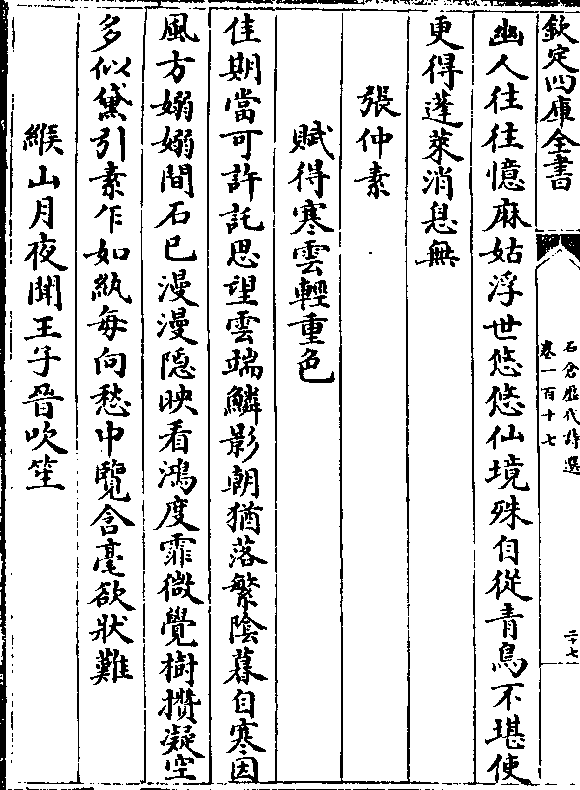 欽定四庫全書
石倉歷代詩選
卷一百十七
二十七
幽人往往憶麻姑浮世悠悠仙境殊自從青鳥不堪使
更得蓬萊消息無
張仲素
賦得寒雲輕重色
佳期當可許託思望雲端鱗影朝猶落繁陰暮自寒因
風方嫋嫋間石已漫漫隱映看鴻度霏微覺樹攢凝空
多似黛引素乍如紈每向愁中覽含毫欲狀難
緱山月夜聞王子晉吹笙